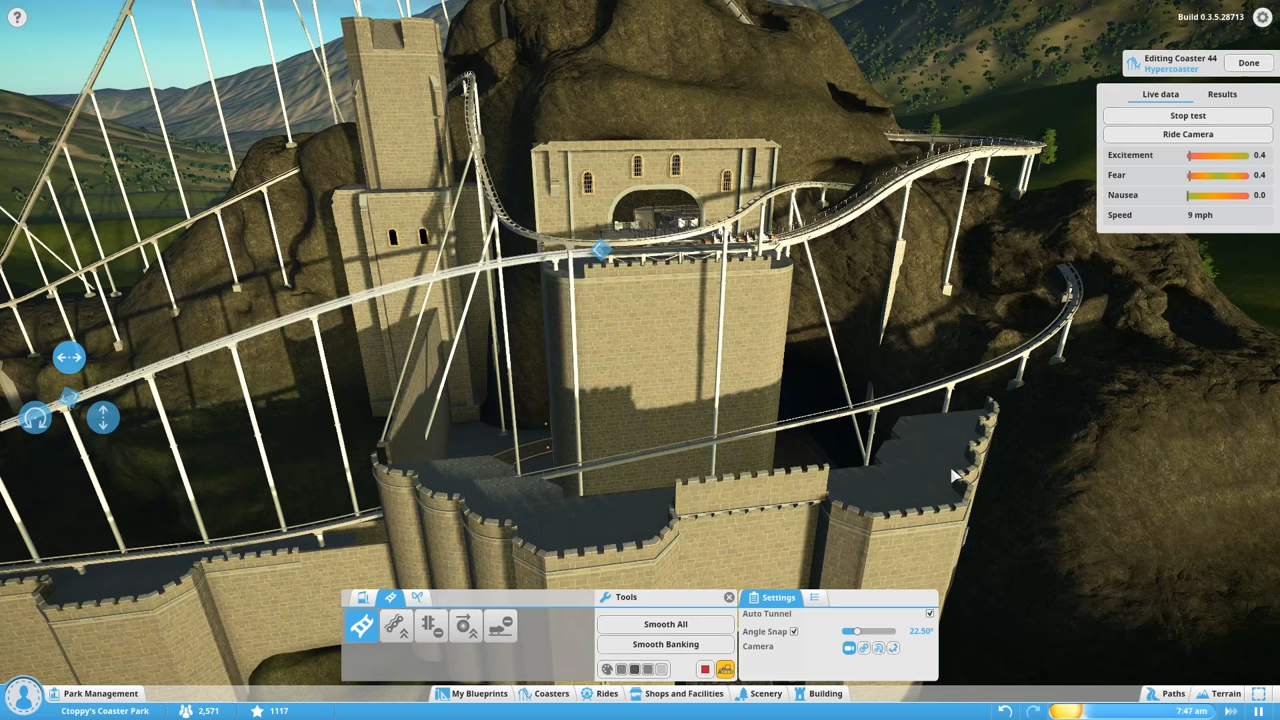 ?
Build 0.3.5.28713
Editing Coaster 44
Hypercoaster
Done
Live data
Results
Stop test
Ride Camera
Excitement 0.4
Fear 0.4
Nausea 0.0
Speed 9 mph
Tools
Smooth All
Smooth Banking
Settings
Auto Tunnel
Angle Snap 22.50°
Camera
Park Management
My Blueprints
Coasters
Rides
Shops and Facilities
Scenery
Building
Paths
Terrain
Ctoppy's Coaster Park
2,571
1117
7:47 am